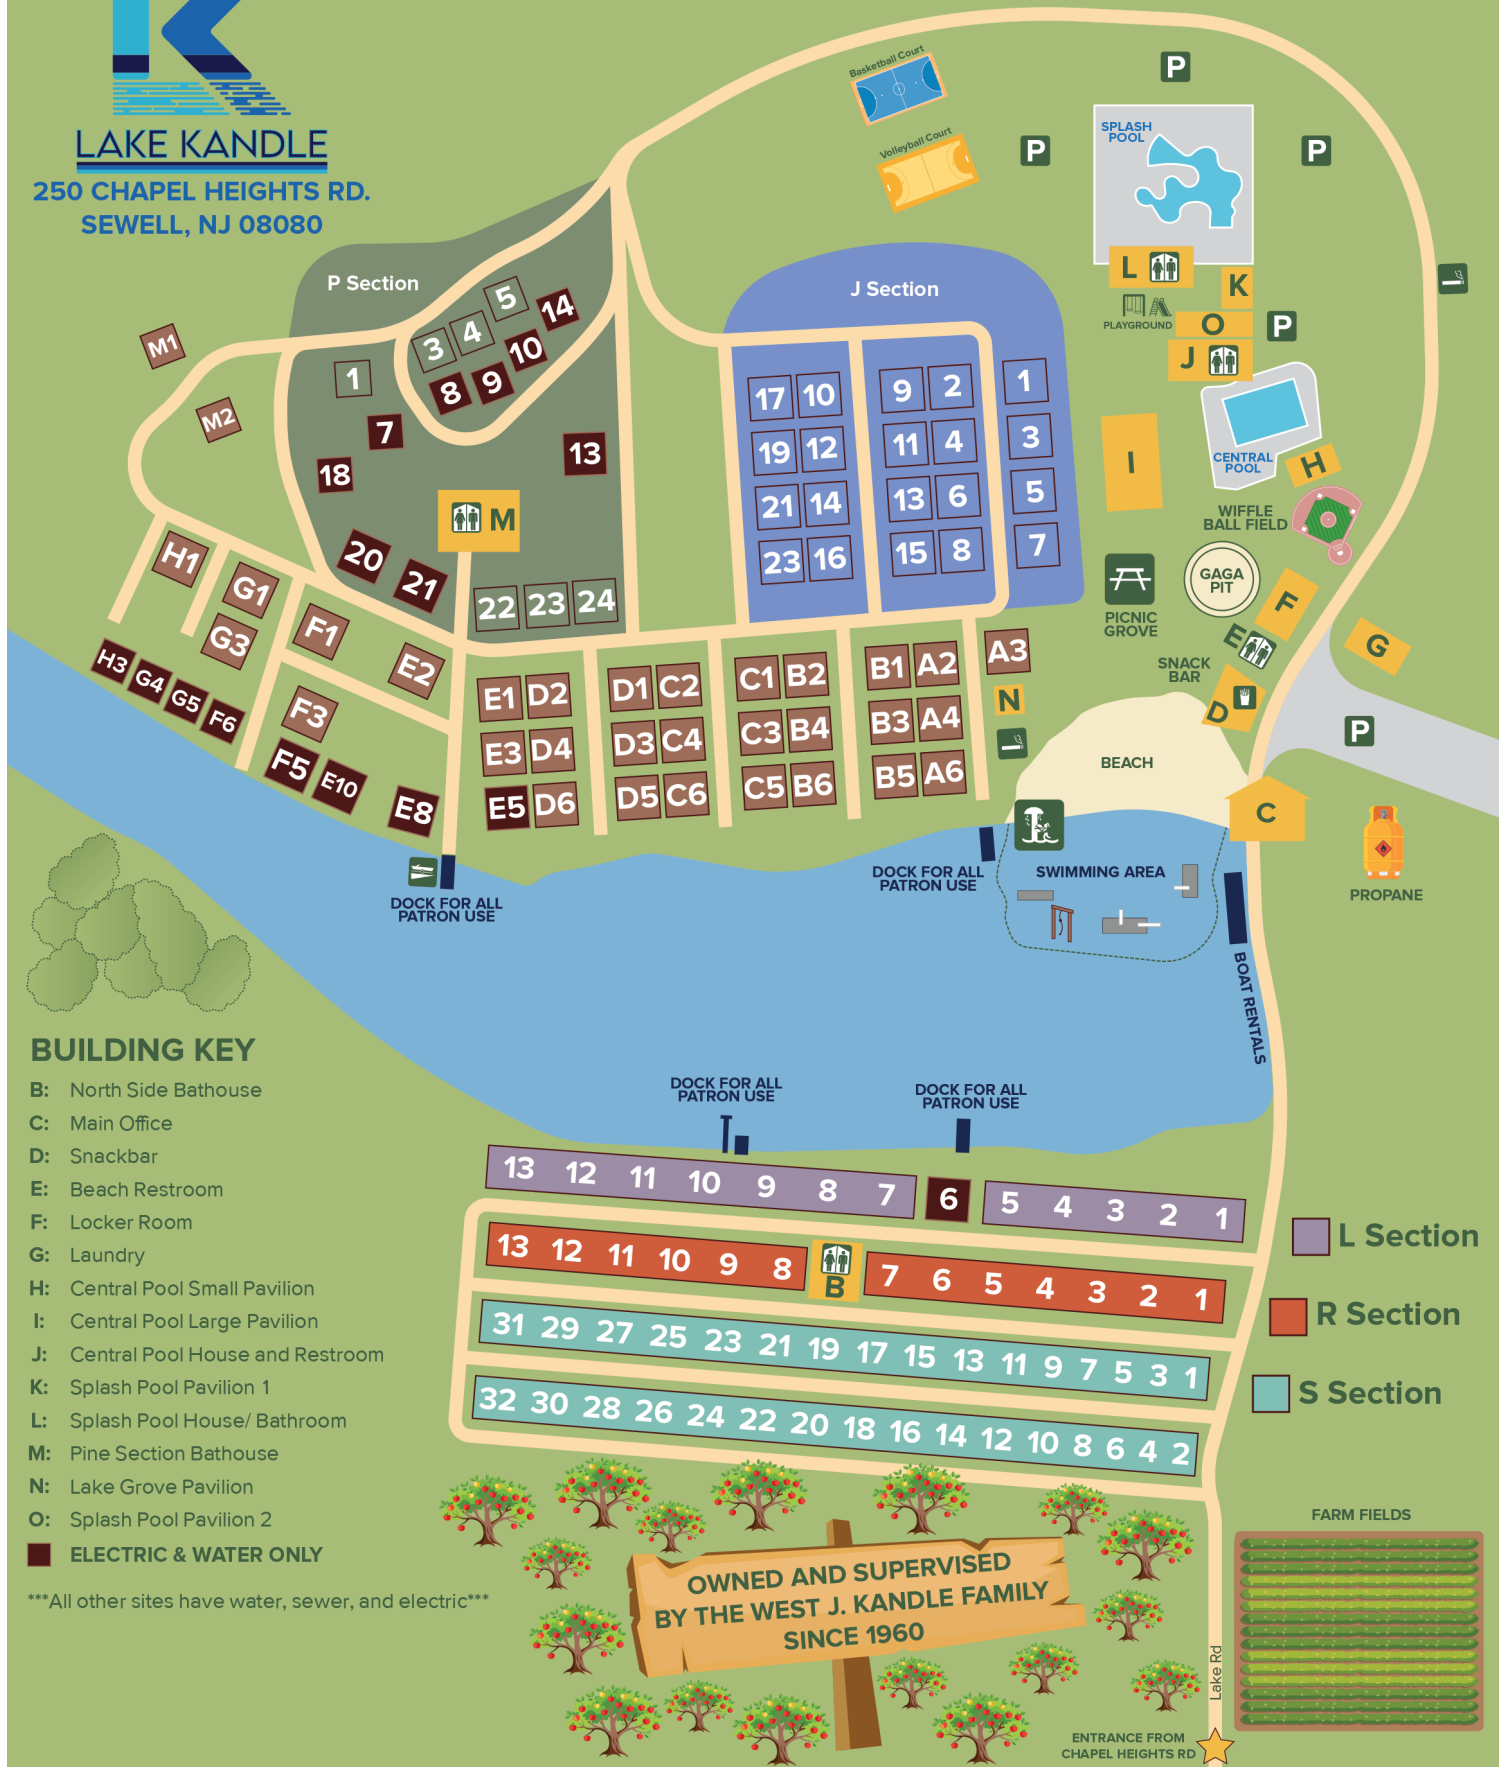 LAKE KANDLE
250 CHAPEL HEIGHTS RD.
SEWELL, NJ 08080
Basketball Court
Volleyball Court
P
P
P
SPLASH
POOL
L
K
PLAYGROUND
O
P
J
CENTRAL
POOL
H
I
WIFFLE
BALL FIELD
GAGA
PIT
PICNIC
GROVE
F
E
G
SNACK
BAR
D
P
BEACH
C
PROPANE
P Section
5
14
3
4
10
8
9
1
7
13
18
M
20
21
22
23
24
M1
M2
J Section
17 10
9 2
1
19 12
11 4
3
21 14
13 6
5
23 16
15 8
7
H1
G1
G3
F1
E2
H3
G4
G5
F6
F3
F5
E10
E8
E1 D2
D1 C2
C1 B2
B1 A2
A3
E3 D4
D3 C4
C3 B4
B3 A4
N
E5 D6
D5 C6
C5 B6
B5 A6
DOCK FOR ALL
PATRON USE
DOCK FOR ALL
PATRON USE
SWIMMING AREA
BOAT RENTALS
DOCK FOR ALL
PATRON USE
DOCK FOR ALL
PATRON USE
13 12 11 10 9 8 7 6 5 4 3 2 1
13 12 11 10 9 8 B 7 6 5 4 3 2 1
31 29 27 25 23 21 19 17 15 13 11 9 7 5 3 1
32 30 28 26 24 22 20 18 16 14 12 10 8 6 4 2
L Section
R Section
S Section
BUILDING KEY
B: North Side Bathouse
C: Main Office
D: Snackbar
E: Beach Restroom
F: Locker Room
G: Laundry
H: Central Pool Small Pavilion
I: Central Pool Large Pavilion
J: Central Pool House and Restroom
K: Splash Pool Pavilion 1
L: Splash Pool House/ Bathroom
M: Pine Section Bathouse
N: Lake Grove Pavilion
O: Splash Pool Pavilion 2
ELECTRIC & WATER ONLY
***All other sites have water, sewer, and electric***
OWNED AND SUPERVISED
BY THE WEST J. KANDLE FAMILY
SINCE 1960
FARM FIELDS
Lake Rd
ENTRANCE FROM
CHAPEL HEIGHTS RD